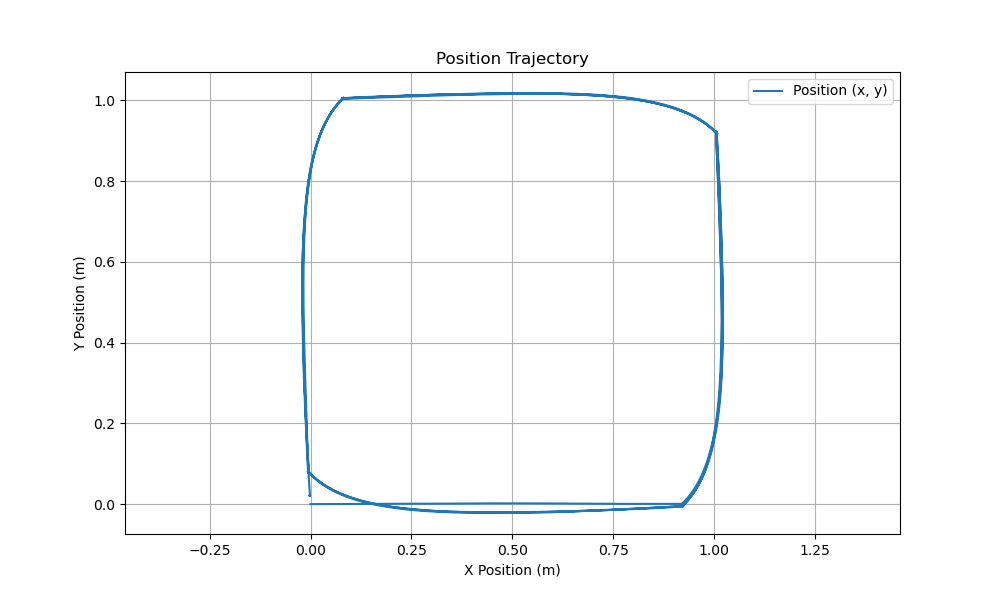 Position Trajectory
Position (x, y)
Y Position (m)
1.0
0.8
0.6
0.4
0.2
0.0
−0.25 0.00 0.25 0.50 0.75 1.00 1.25
X Position (m)